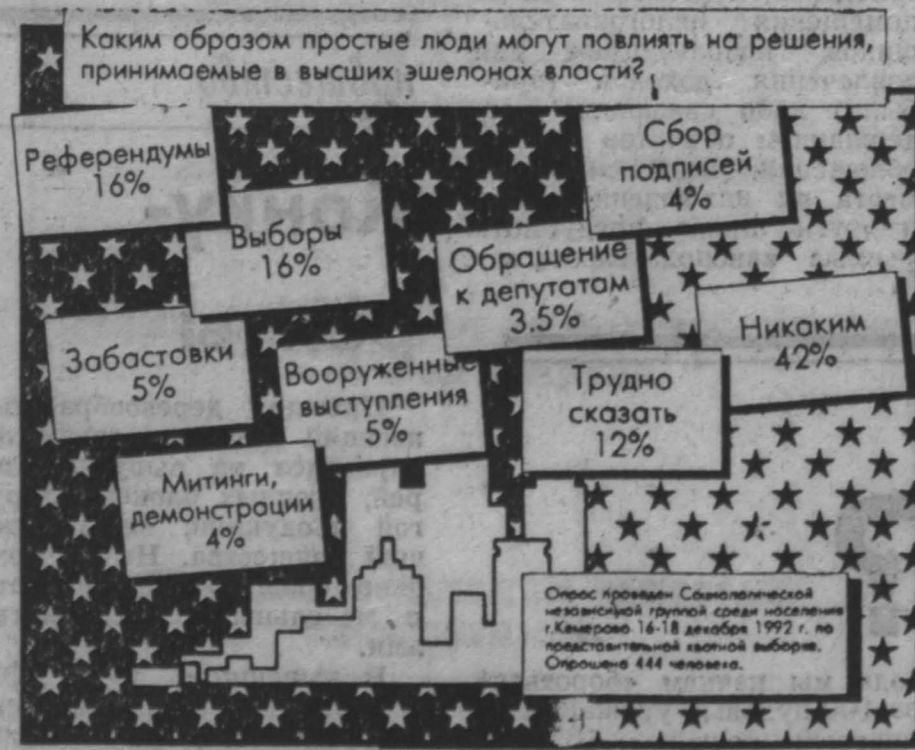 Каким образом простые люди могут повлиять на решения,
принимаемые в высших эшелонах власти?
Референдумы
16%
Выборы
16%
Сбор
подписей
4%
Обращение
к депутатам
3.5%
Никаким
42%
Забастовки
5%
Вооруженные
выступления
5%
Трудно
сказать
12%
Митинги,
демонстрации
4%
Опрос проведен Социологической
независимой группой среди населения
г.Кемерово 16-18 декабря 1992 г. по
представительной квотной выборке.
Опрошено 444 человека.